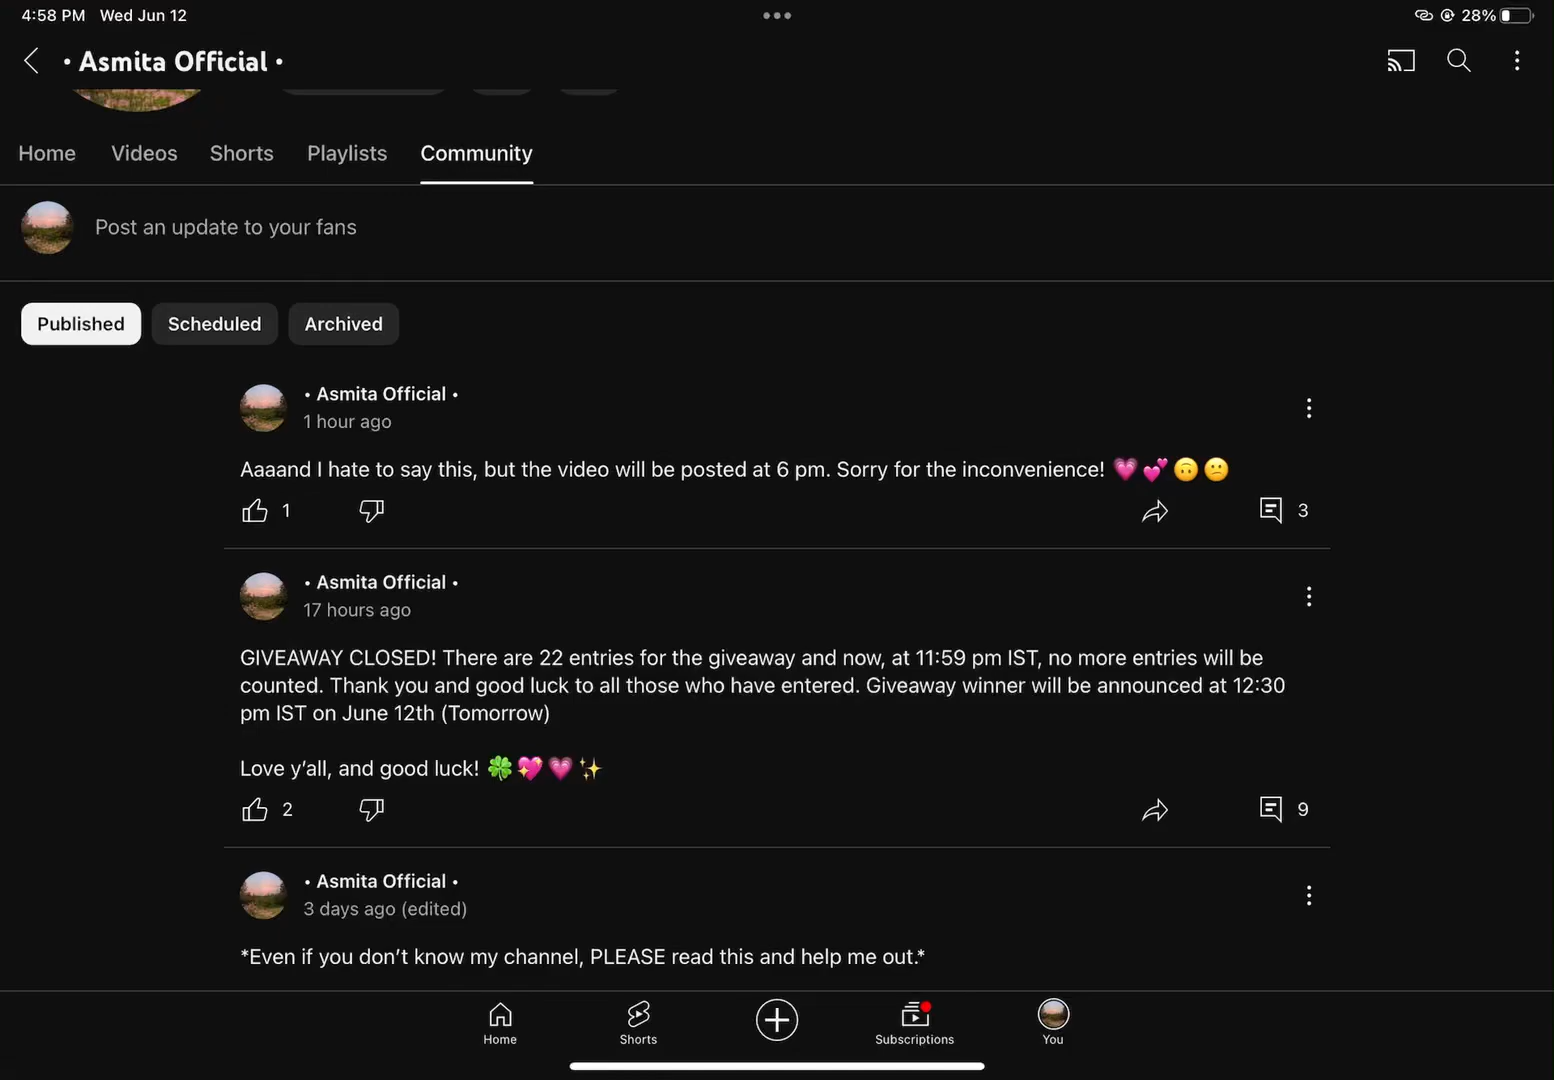 4:58 PM Wed Jun 12
28%
• Asmita Official •
Home Videos Shorts Playlists Community
Post an update to your fans
Published Scheduled Archived
• Asmita Official •
1 hour ago
Aaaand I hate to say this, but the video will be posted at 6 pm. Sorry for the inconvenience! 💗💕🙃😕
1 3
• Asmita Official •
17 hours ago
GIVEAWAY CLOSED! There are 22 entries for the giveaway and now, at 11:59 pm IST, no more entries will be
counted. Thank you and good luck to all those who have entered. Giveaway winner will be announced at 12:30
pm IST on June 12th (Tomorrow)
Love y’all, and good luck! 🍀💖💗✨
2 9
• Asmita Official •
3 days ago (edited)
*Even if you don’t know my channel, PLEASE read this and help me out.*
Home Shorts Subscriptions You